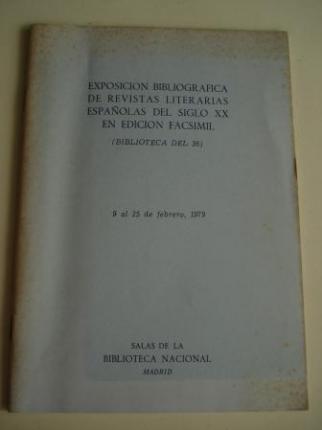 EXPOSICION BIBLIOGRAFICA
DE REVISTAS LITERARIAS
ESPAÑOLAS DEL SIGLO XX
EN EDICION FACSIMIL
(BIBLIOTECA DEL 36)
9 al 25 de febrero, 1979
SALAS DE LA
BIBLIOTECA NACIONAL
MADRID